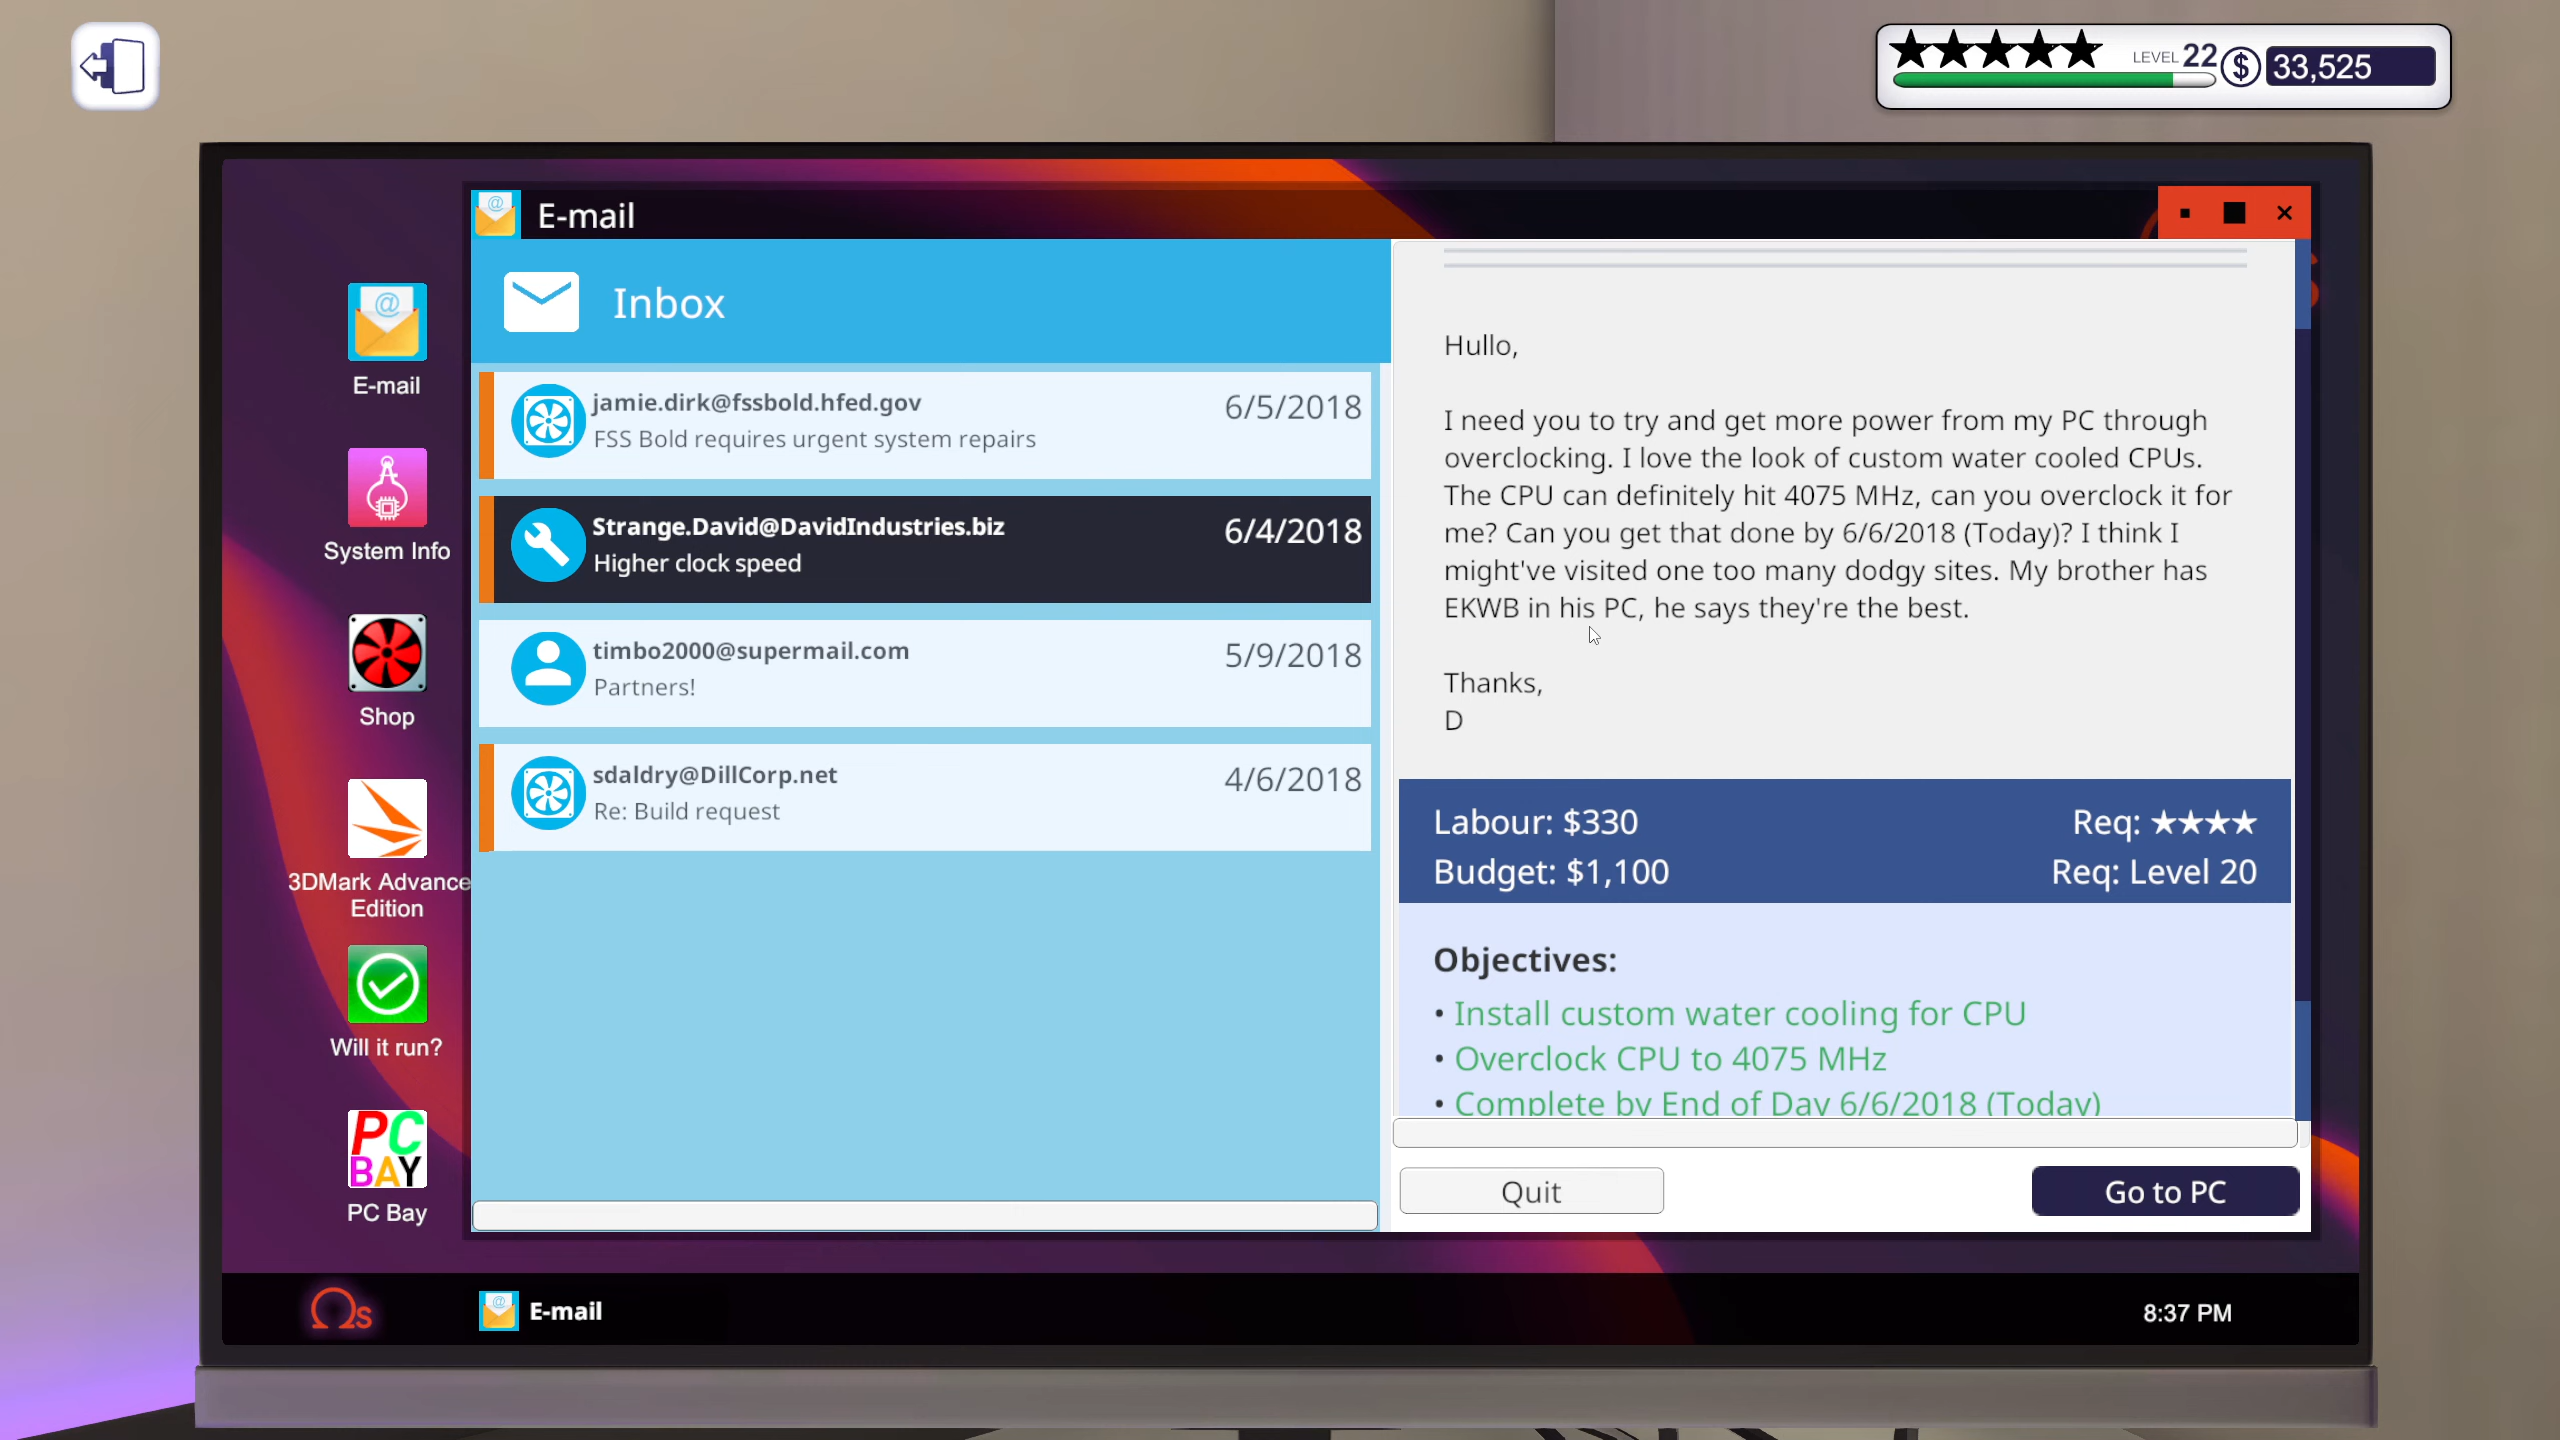 LEVEL 22
$ 33,525
E-mail
E-mail
System Info
Shop
3DMark Advance
Edition
Will it run?
PC
BAY
PC Bay
Inbox
jamie.dirk@fssbold.hfed.gov 6/5/2018
FSS Bold requires urgent system repairs
Strange.David@DavidIndustries.biz 6/4/2018
Higher clock speed
timbo2000@supermail.com 5/9/2018
Partners!
sdaldry@DillCorp.net 4/6/2018
Re: Build request
Hullo,
I need you to try and get more power from my PC through
overclocking. I love the look of custom water cooled CPUs.
The CPU can definitely hit 4075 MHz, can you overclock it for
me? Can you get that done by 6/6/2018 (Today)? I think I
might've visited one too many dodgy sites. My brother has
EKWB in his PC, he says they're the best.
Thanks,
D
Labour: $330 Req: ★★★★
Budget: $1,100 Req: Level 20
Objectives:
• Install custom water cooling for CPU
• Overclock CPU to 4075 MHz
• Complete by End of Day 6/6/2018 (Today)
Quit Go to PC
Ωs E-mail 8:37 PM